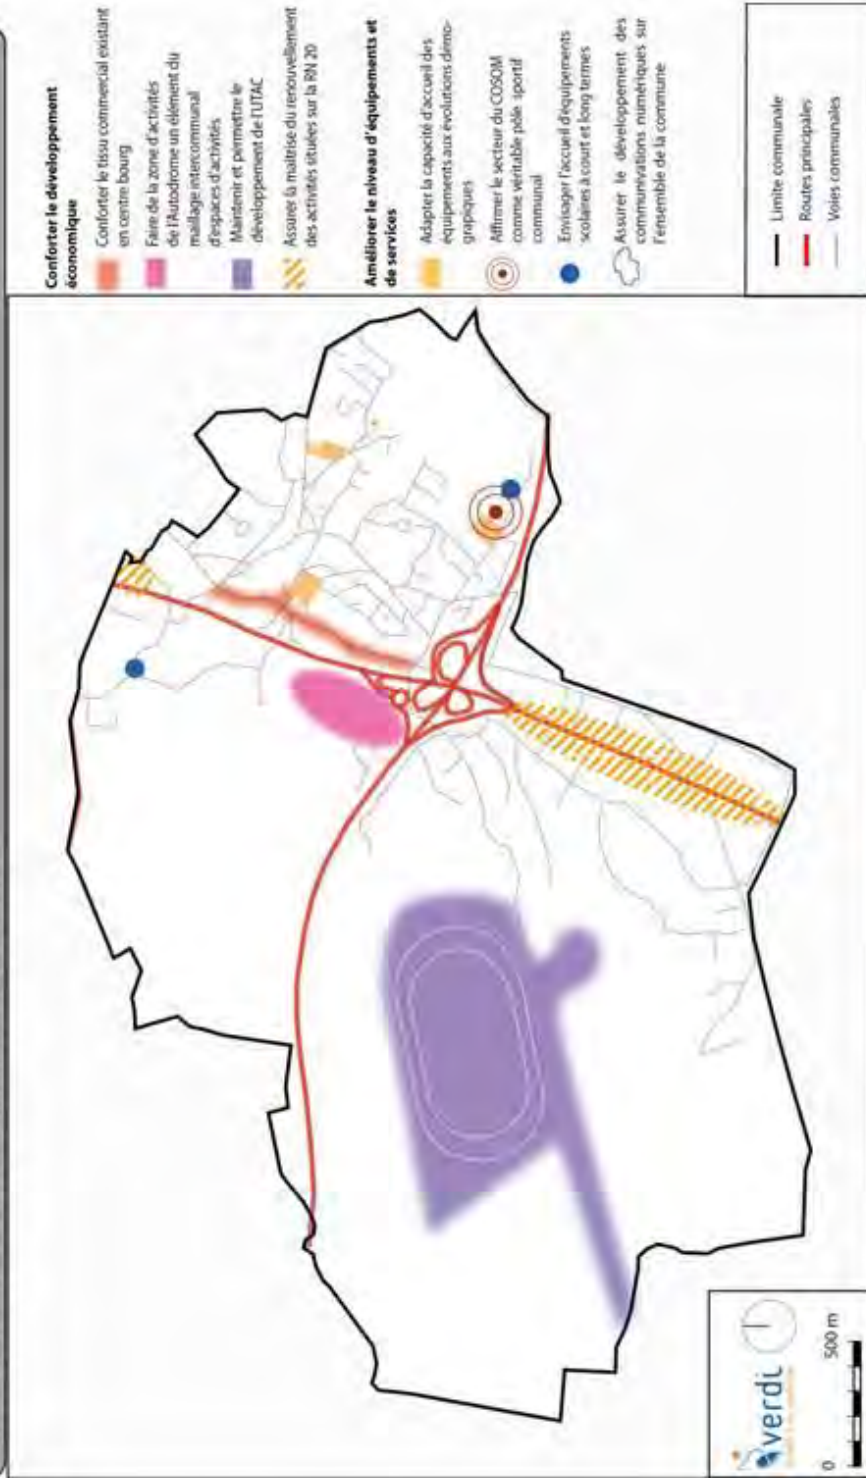 Conforter le développement
économique
Conforter le tissu commercial existant
en centre bourg
Faire de la zone d'activités
de l'Autodrome un élément du
maillage intercommunal
d'espaces d'activités
Maintenir et permettre le
développement de l'UTAC
Assurer la maîtrise du renouvellement
des activités situées sur la RN 20
Améliorer le niveau d'équipements et
de services
Adapter la capacité d'accueil des
équipements aux évolutions démo-
grapiques
Affirmer le secteur du COSOM
comme véritable pôle sportif
communal
Envisager l'accueil d'équipements
scolaires à court et long termes
Assurer le développement des
communivations numériques sur
l'ensemble de la commune
Limite communale
Routes principales
Voies communales
verdi
0 500 m